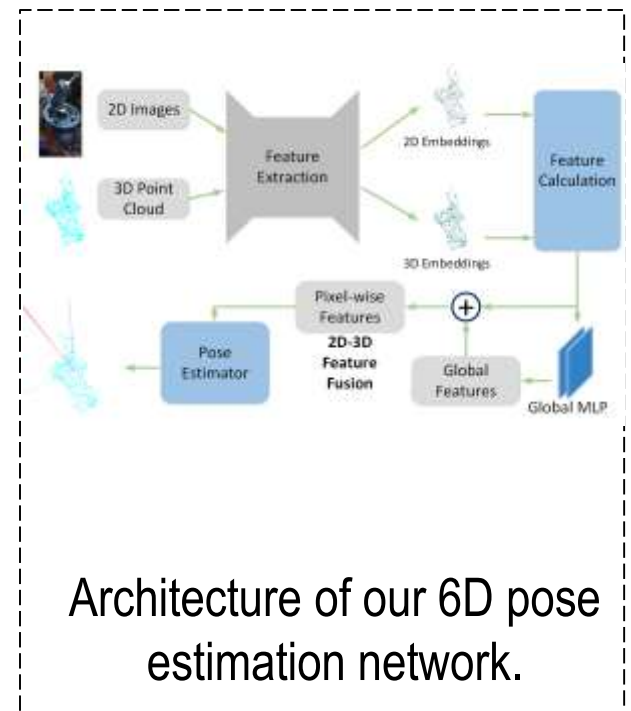 2D Images
3D Point
Cloud
Feature
Extraction
2D Embeddings
3D Embeddings
Feature
Calculation
Pixel-wise
Features
2D-3D
Feature
Fusion
Pose
Estimator
Global
Features
Global MLP
Architecture of our 6D pose
estimation network.